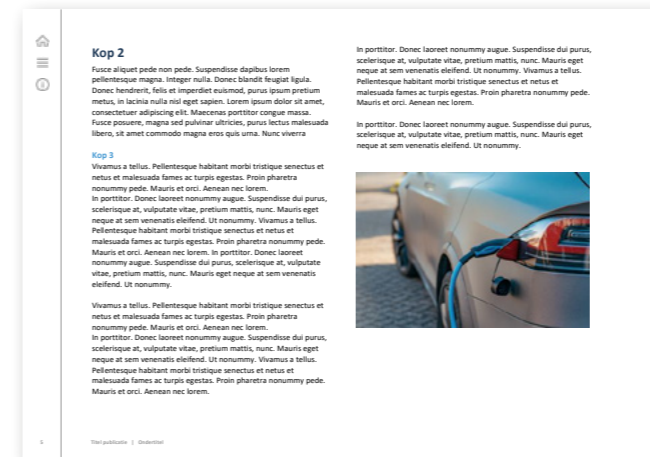 Kop 2
Fusce aliquet pede non pede. Suspendisse dapibus lorem
pellentesque magna. Integer nulla. Donec blandit feugiat ligula.
Donec hendrerit, felis et imperdiet euismod, purus ipsum pretium
metus, in lacinia nulla nisl eget sapien. Lorem ipsum dolor sit amet,
consectetuer adipiscing elit. Maecenas porttitor congue massa.
Fusce posuere, magna sed pulvinar ultricies, purus lectus malesuada
libero, sit amet commodo magna eros quis urna. Nunc viverra
Kop 3
Vivamus a tellus. Pellentesque habitant morbi tristique senectus et
netus et malesuada fames ac turpis egestas. Proin pharetra
nonummy pede. Mauris et orci. Aenean nec lorem.
In porttitor. Donec laoreet nonummy augue. Suspendisse dui purus,
scelerisque at, vulputate vitae, pretium mattis, nunc. Mauris eget
neque at sem venenatis eleifend. Ut nonummy. Vivamus a tellus.
Pellentesque habitant morbi tristique senectus et netus et
malesuada fames ac turpis egestas. Proin pharetra nonummy pede.
Mauris et orci. Aenean nec lorem. In porttitor. Donec laoreet
nonummy augue. Suspendisse dui purus, scelerisque at, vulputate
vitae, pretium mattis, nunc. Mauris eget neque at sem venenatis
eleifend. Ut nonummy.
Vivamus a tellus. Pellentesque habitant morbi tristique senectus et
netus et malesuada fames ac turpis egestas. Proin pharetra
nonummy pede. Mauris et orci. Aenean nec lorem.
In porttitor. Donec laoreet nonummy augue. Suspendisse dui purus,
scelerisque at, vulputate vitae, pretium mattis, nunc. Mauris eget
neque at sem venenatis eleifend. Ut nonummy. Vivamus a tellus.
Pellentesque habitant morbi tristique senectus et netus et
malesuada fames ac turpis egestas. Proin pharetra nonummy pede.
Mauris et orci. Aenean nec lorem.
In porttitor. Donec laoreet nonummy augue. Suspendisse dui purus,
scelerisque at, vulputate vitae, pretium mattis, nunc. Mauris eget
neque at sem venenatis eleifend. Ut nonummy. Vivamus a tellus.
Pellentesque habitant morbi tristique senectus et netus et
malesuada fames ac turpis egestas. Proin pharetra nonummy pede.
Mauris et orci. Aenean nec lorem.
In porttitor. Donec laoreet nonummy augue. Suspendisse dui purus,
scelerisque at, vulputate vitae, pretium mattis, nunc. Mauris eget
neque at sem venenatis eleifend. Ut nonummy.
Titel publicatie | Ondertitel